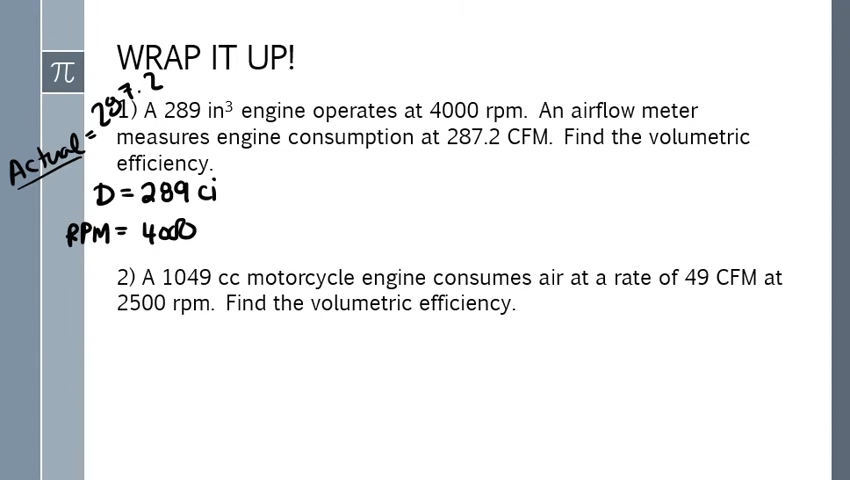 WRAP IT UP!
π
Actual = 287.2
1) A 289 in³ engine operates at 4000 rpm. An airflow meter
measures engine consumption at 287.2 CFM. Find the volumetric
efficiency.
D = 289 ci
RPM = 4000
2) A 1049 cc motorcycle engine consumes air at a rate of 49 CFM at
2500 rpm. Find the volumetric efficiency.